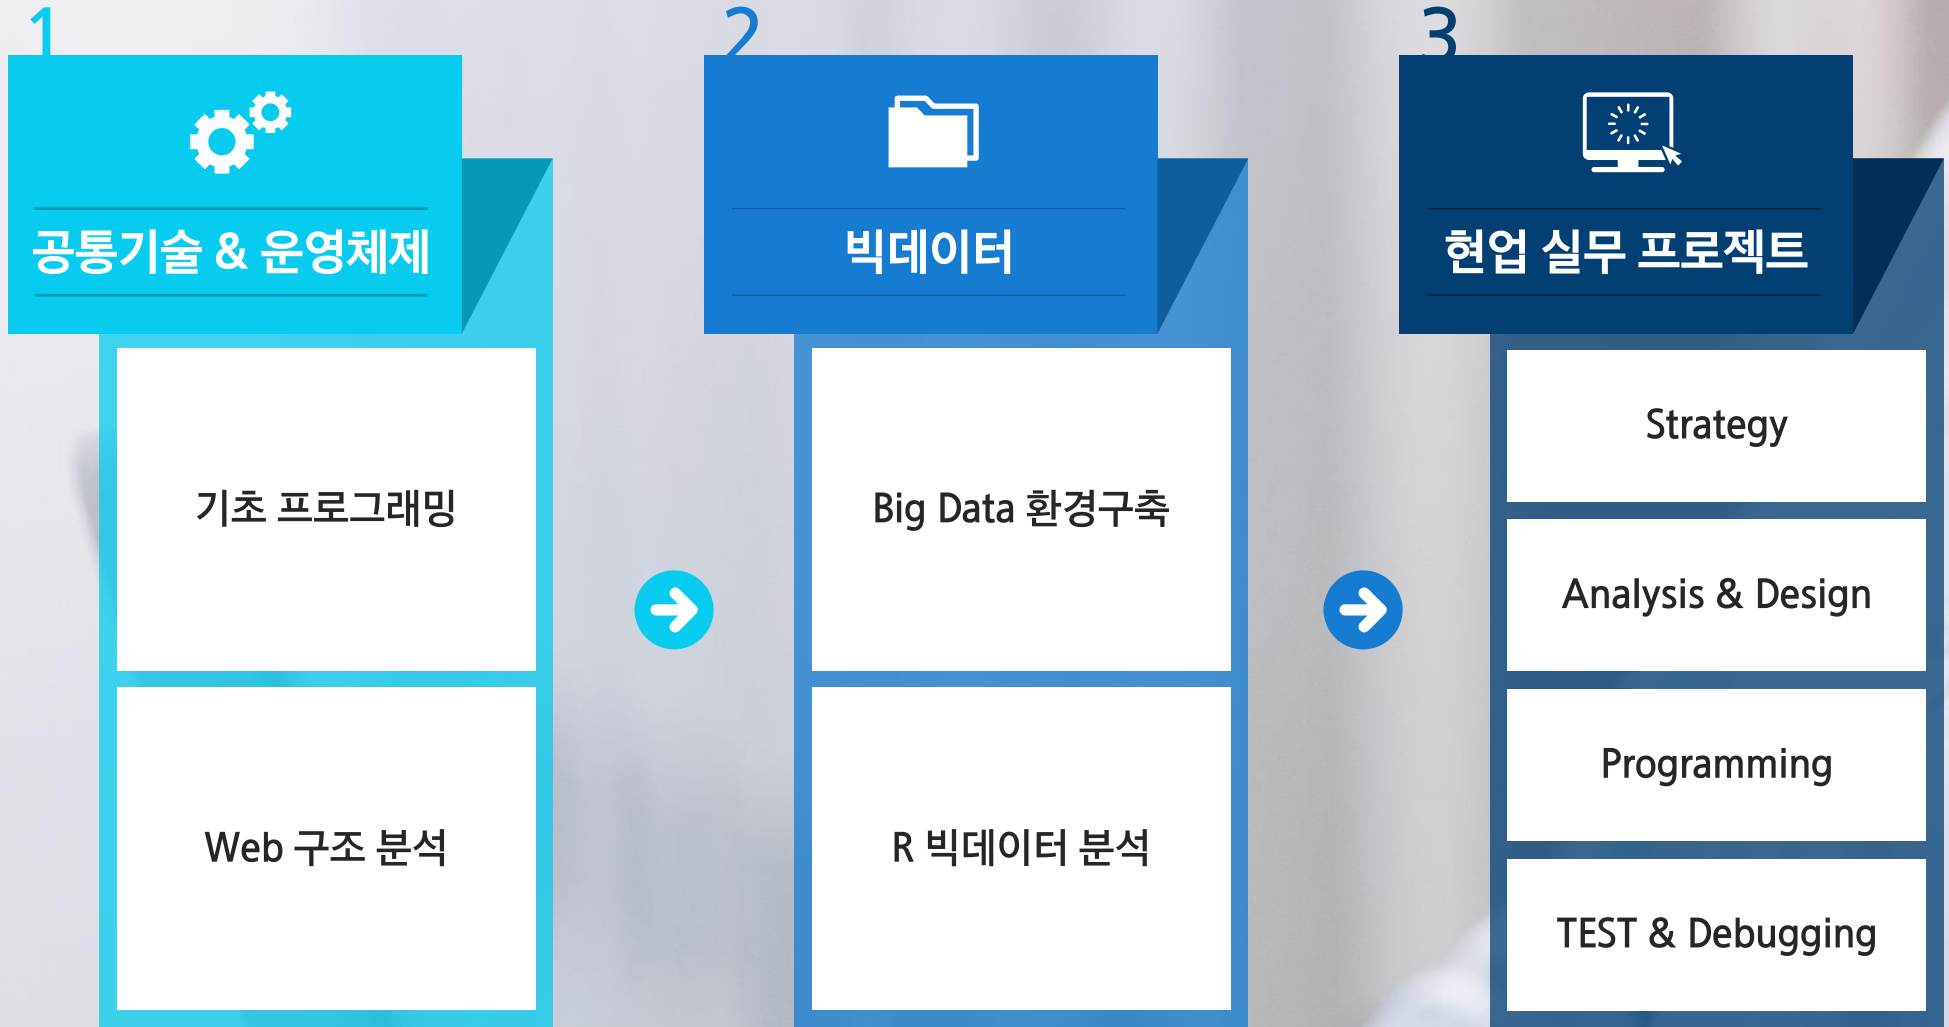 1
공통기술 & 운영체제
기초 프로그래밍
Web 구조 분석
2
빅데이터
Big Data 환경구축
R 빅데이터 분석
3
현업 실무 프로젝트
Strategy
Analysis & Design
Programming
TEST & Debugging